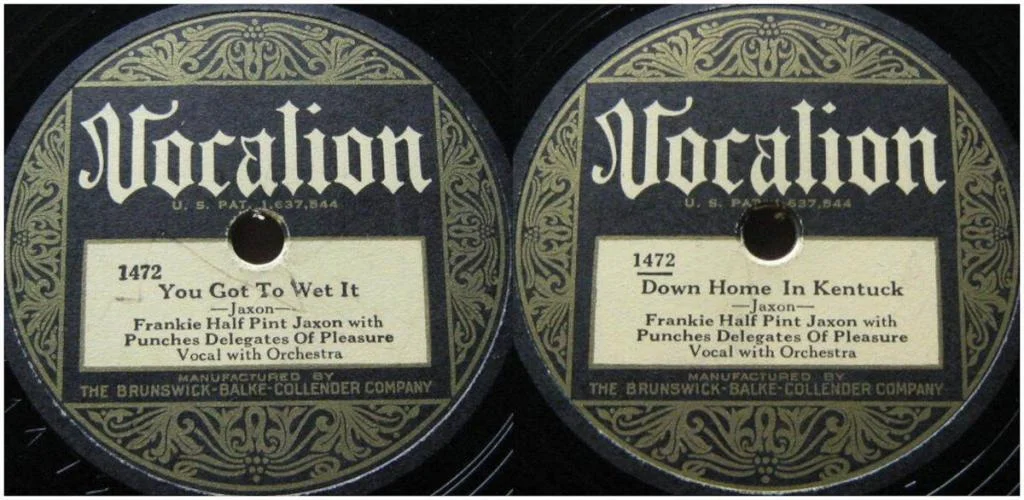 Vocalion
U. S. PAT. 1,637,544
1472
You Got To Wet It
—Jaxon—
Frankie Half Pint Jaxon with
Punches Delegates Of Pleasure
Vocal with Orchestra
MANUFACTURED BY
THE BRUNSWICK-BALKE-COLLENDER COMPANY
Vocalion
U. S. PAT. 1,637,544
1472
Down Home In Kentuck
—Jaxon—
Frankie Half Pint Jaxon with
Punches Delegates Of Pleasure
Vocal with Orchestra
MANUFACTURED BY
THE BRUNSWICK-BALKE-COLLENDER COMPANY